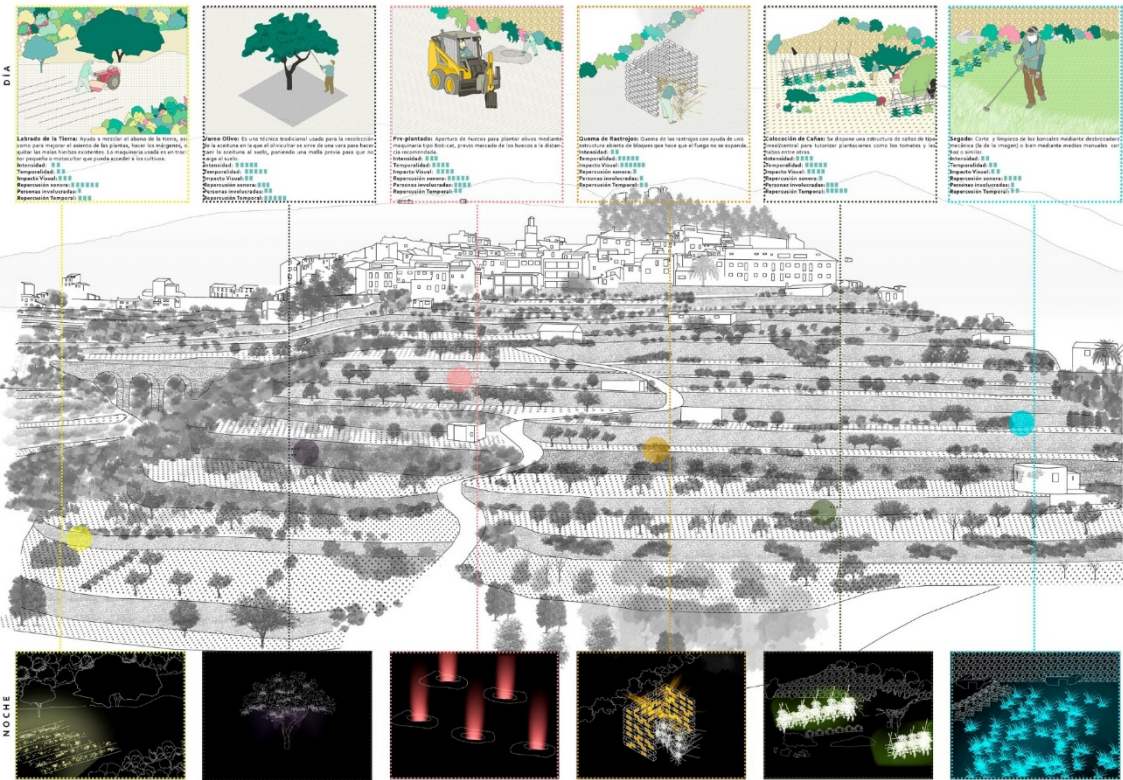 DÍA
Labrado de la Tierra: Ayuda a mezclar el abono de la tierra, así
como para mejorar el asiento de las plantas, hacer los márgenes, o
quitar las malas hierbas existentes. La maquinaria usada es un trac-
tor pequeño o motocultor que pueda acceder a los cultivos.
Intensidad:
Temporalidad:
Impacto Visual:
Repercusión sonora:
Personas involucradas:
Repercusión Temporal:
Vareo Olivo: Es una técnica tradicional usada para la recolección
de la aceituna en la que el olivicultor se sirve de una vara para hacer
caer la aceituna al suelo, poniendo una malla previa para que no
caiga al suelo.
Intensidad:
Temporalidad:
Impacto Visual:
Repercusión sonora:
Personas involucradas:
Repercusión Temporal:
Pre-plantado: Apertura de huecos para plantar olivos mediante
maquinaria tipo Bob-cat, previo marcado de los huecos a la distan-
cia recomendada.
Intensidad:
Temporalidad:
Impacto Visual:
Repercusión sonora:
Personas involucradas:
Repercusión Temporal:
Quema de Rastrojos: Quema de los rastrojos con ayuda de una
estructura abierta de bloques que hace que el fuego no se expanda.
Intensidad:
Temporalidad:
Impacto Visual:
Repercusión sonora:
Personas involucradas:
Repercusión Temporal:
Colocación de Cañas: Se dispone una estructura de cañas de tipo
lineal/central para tutorizar plantaciones como los tomates y las
habas entre otras.
Intensidad:
Temporalidad:
Impacto Visual:
Repercusión sonora:
Personas involucradas:
Repercusión Temporal:
Segado: Corte y limpieza de los bancales mediante desbrozadora
mecánica (la de la imagen) o bien mediante medios manuales con
hoz o similar.
Intensidad:
Temporalidad:
Impacto Visual:
Repercusión sonora:
Personas involucradas:
Repercusión Temporal:
NOCHE